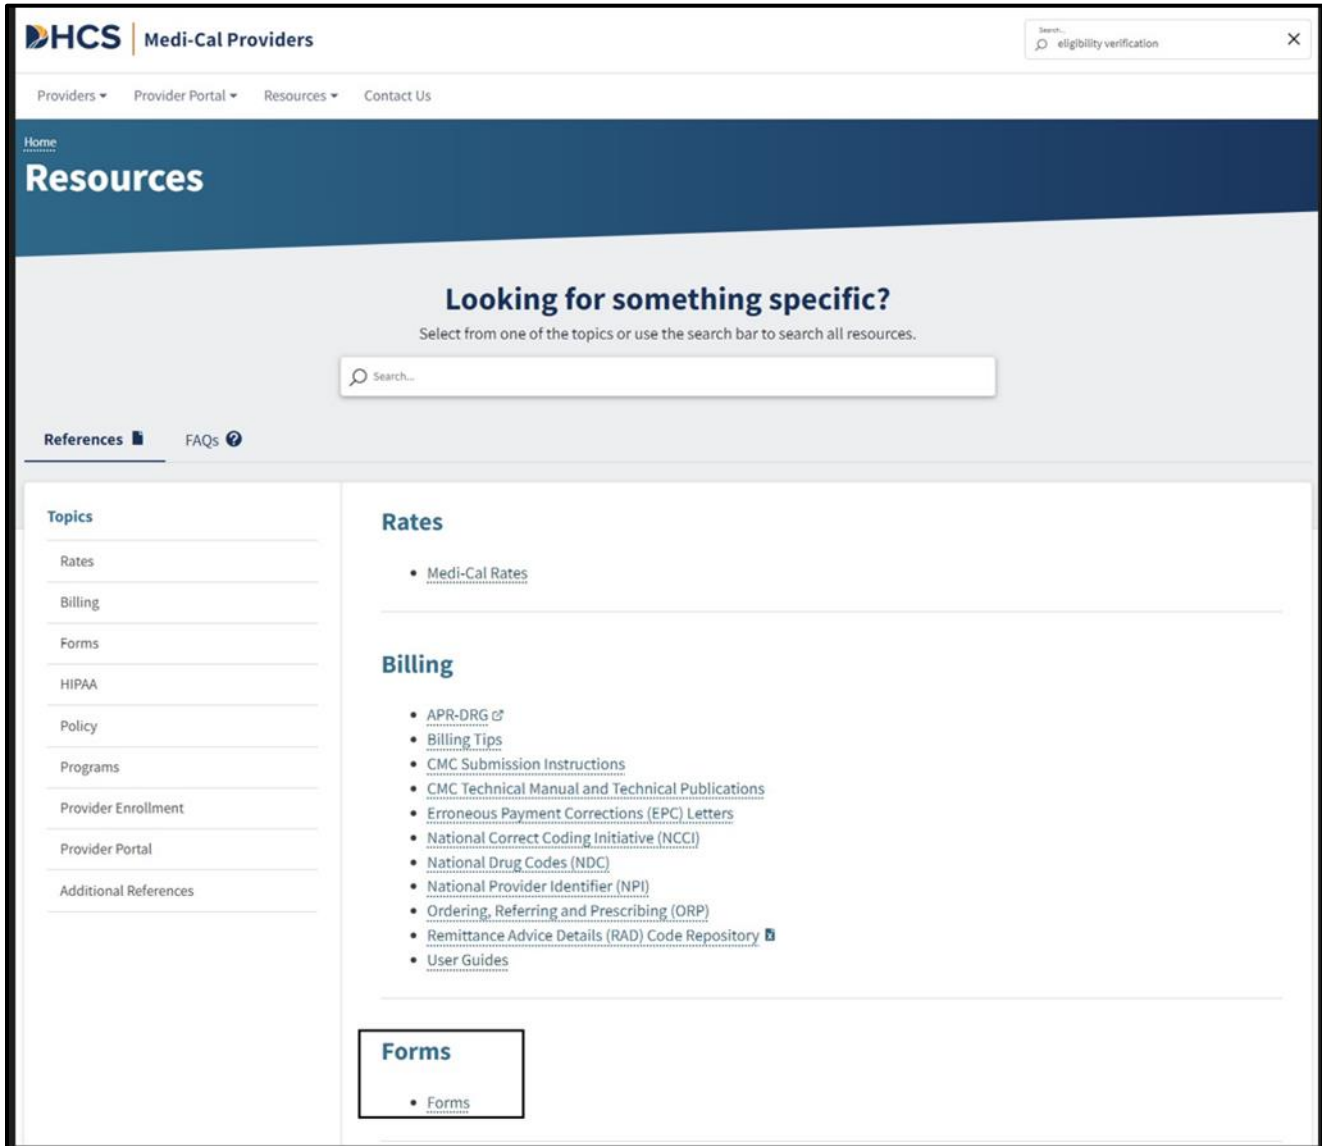 DHCS Medi-Cal Providers
Search...
eligibility verification
Providers Provider Portal Resources Contact Us
Home
Resources
Looking for something specific?
Select from one of the topics or use the search bar to search all resources.
Search...
References FAQs
Topics
Rates
Billing
Forms
HIPAA
Policy
Programs
Provider Enrollment
Provider Portal
Additional References
Rates
• Medi-Cal Rates
Billing
• APR-DRG
• Billing Tips
• CMC Submission Instructions
• CMC Technical Manual and Technical Publications
• Erroneous Payment Corrections (EPC) Letters
• National Correct Coding Initiative (NCCI)
• National Drug Codes (NDC)
• National Provider Identifier (NPI)
• Ordering, Referring and Prescribing (ORP)
• Remittance Advice Details (RAD) Code Repository
• User Guides
Forms
• Forms